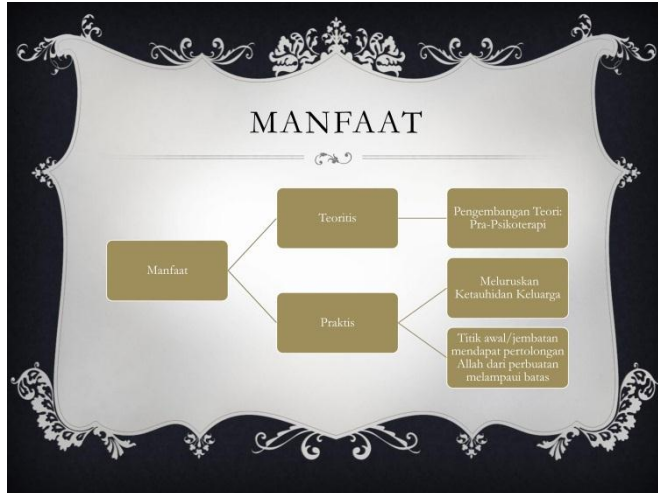 MANFAAT
Manfaat
Teoritis
Pengembangan Teori:
Pra-Psikoterapi
Praktis
Meluruskan
Ketauhidan Keluarga
Titik awal/jembatan
mendapat pertolongan
Allah dari perbuatan
melampaui batas